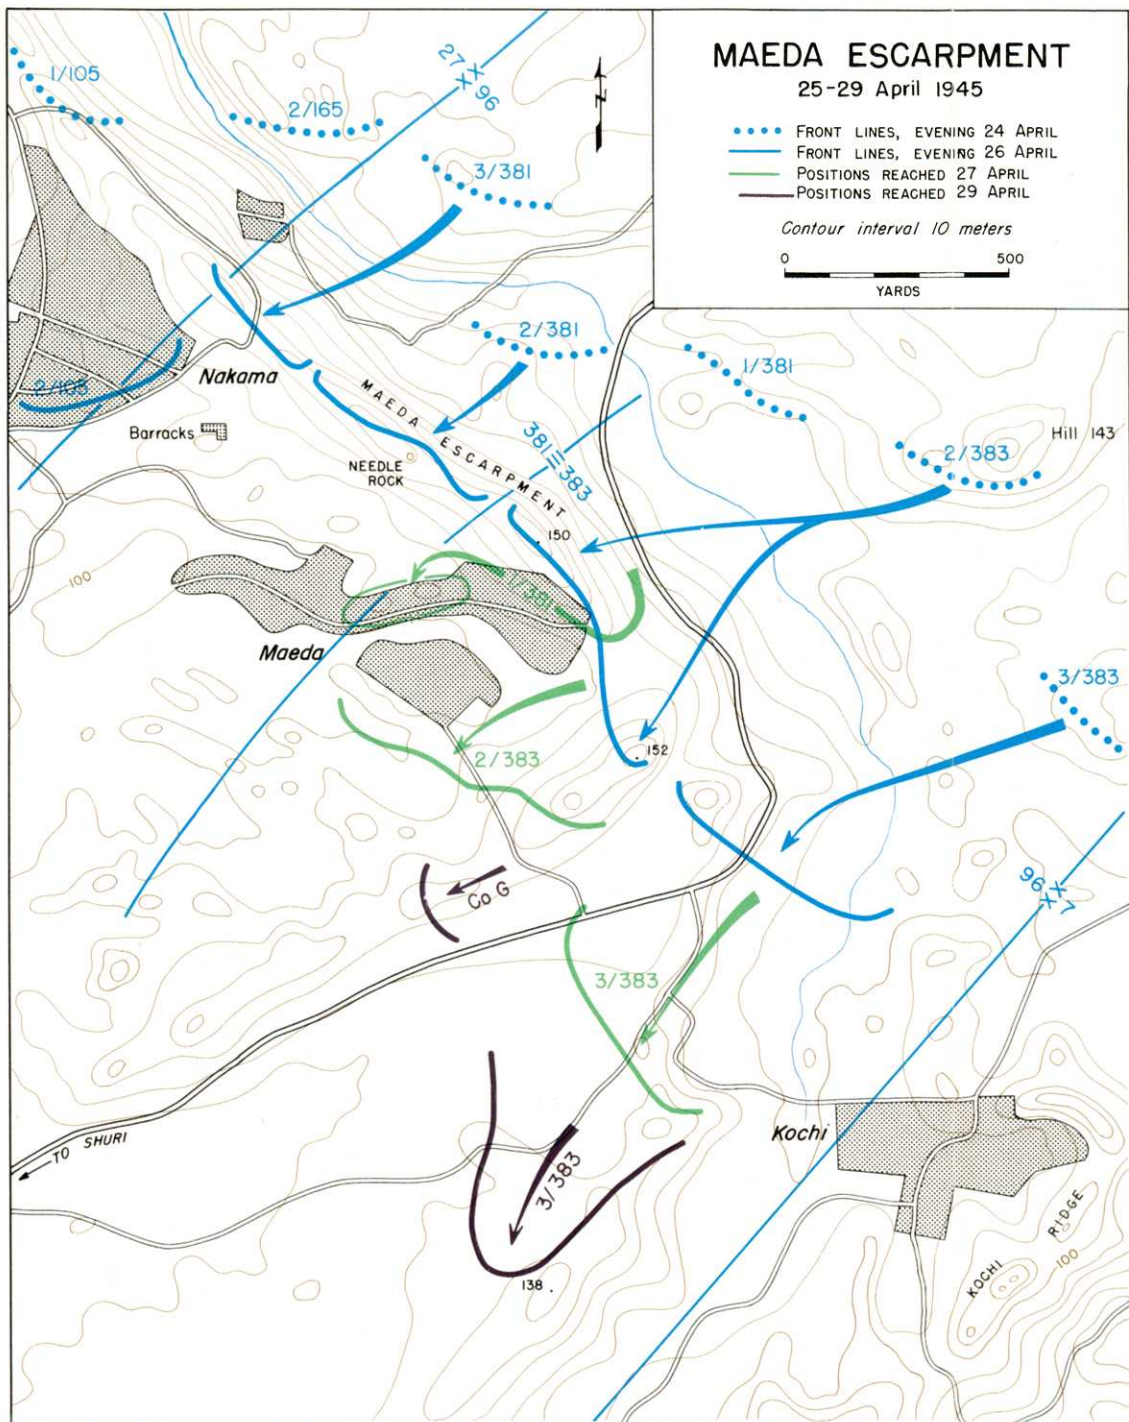 MAEDA ESCARPMENT
25-29 April 1945
FRONT LINES, EVENING 24 APRIL
FRONT LINES, EVENING 26 APRIL
POSITIONS REACHED 27 APRIL
POSITIONS REACHED 29 APRIL
Contour interval 10 meters
0 500
YARDS
N
1/105
27 XX 96
2/165
3/381
2/381
1/381
Hill 143
2/383
Nakama
2/105
Barracks
NEEDLE
ROCK
MAEDA ESCARPMENT
381 III 383
150
100
1/381
Maeda
3/383
2/383
152
96 XX 7
Co G
3/383
TO SHURI
3/383
Kochi
138
KOCHI RIDGE
100